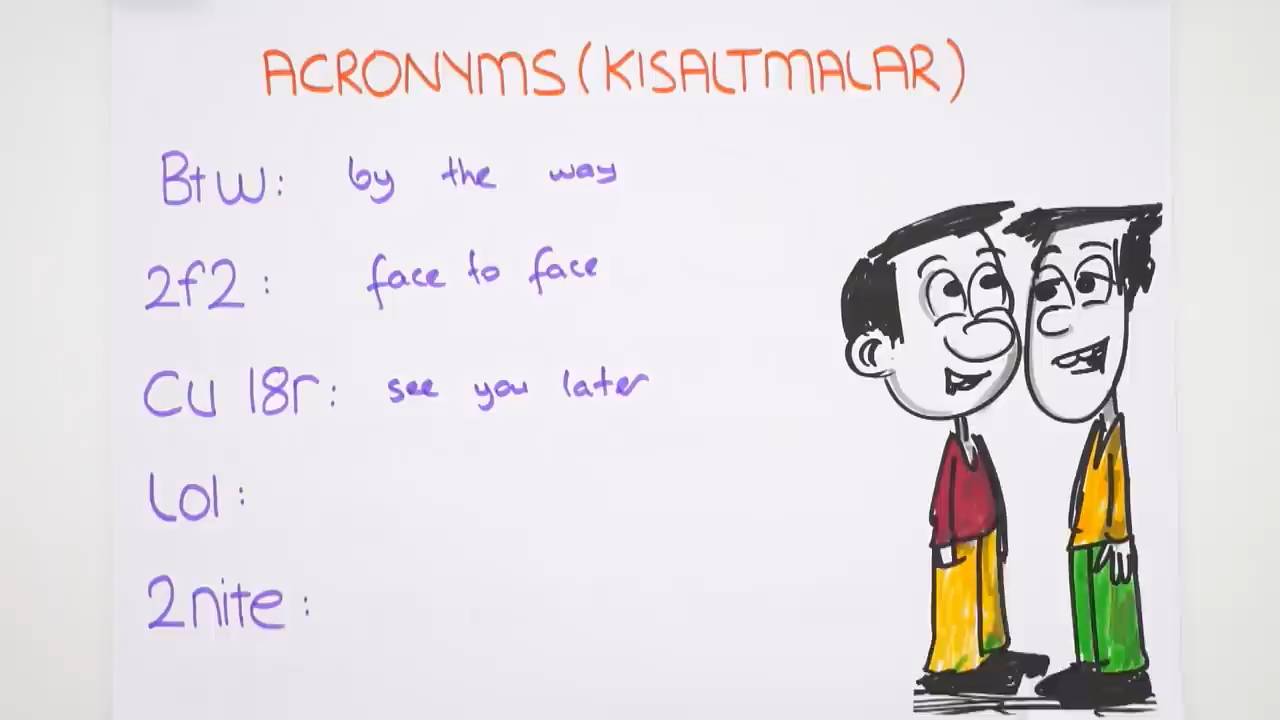 ACRONYMS (KISALTMALAR)
Btw: by the way
2f2: face to face
Cu l8r: see you later
Lol:
2nite: